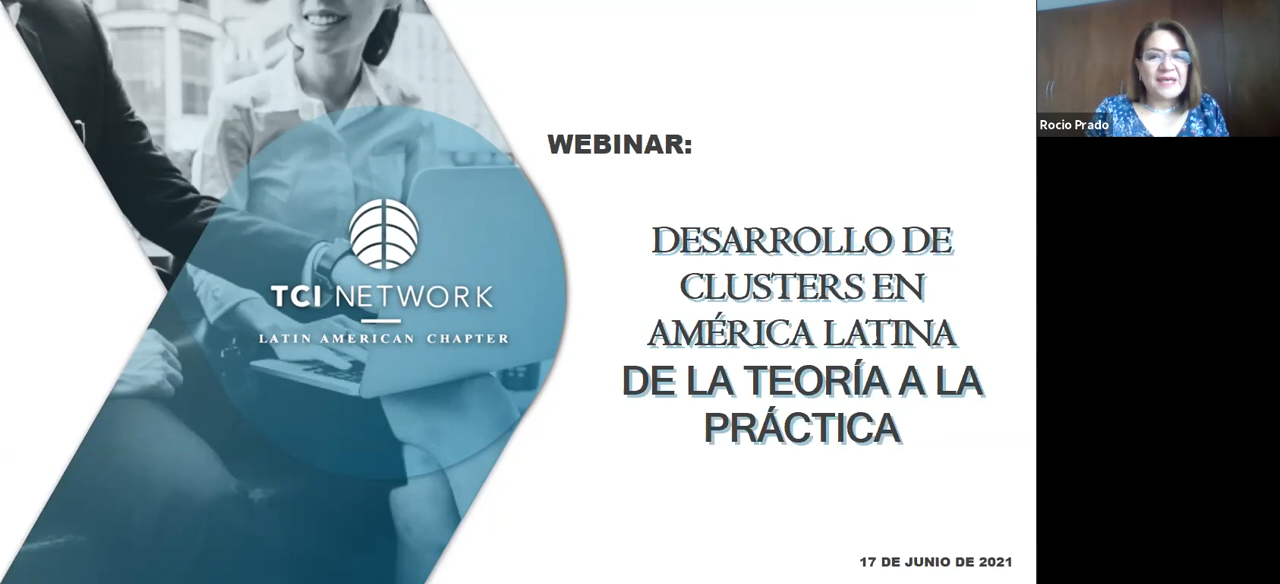 WEBINAR:
DESARROLLO DE
CLUSTERS EN
AMÉRICA LATINA
DE LA TEORÍA A LA
PRÁCTICA
TCI NETWORK
LATIN AMERICAN CHAPTER
17 DE JUNIO DE 2021
Rocio Prado